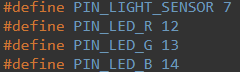 #define PIN_LIGHT_SENSOR 7
#define PIN_LED_R 12
#define PIN_LED_G 13
#define PIN_LED_B 14